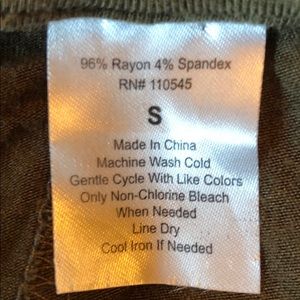 96% Rayon 4% Spandex
RN# 110545
S
Made In China
Machine Wash Cold
Gentle Cycle With Like Colors
Only Non-Chlorine Bleach
When Needed
Line Dry
Cool Iron If Needed